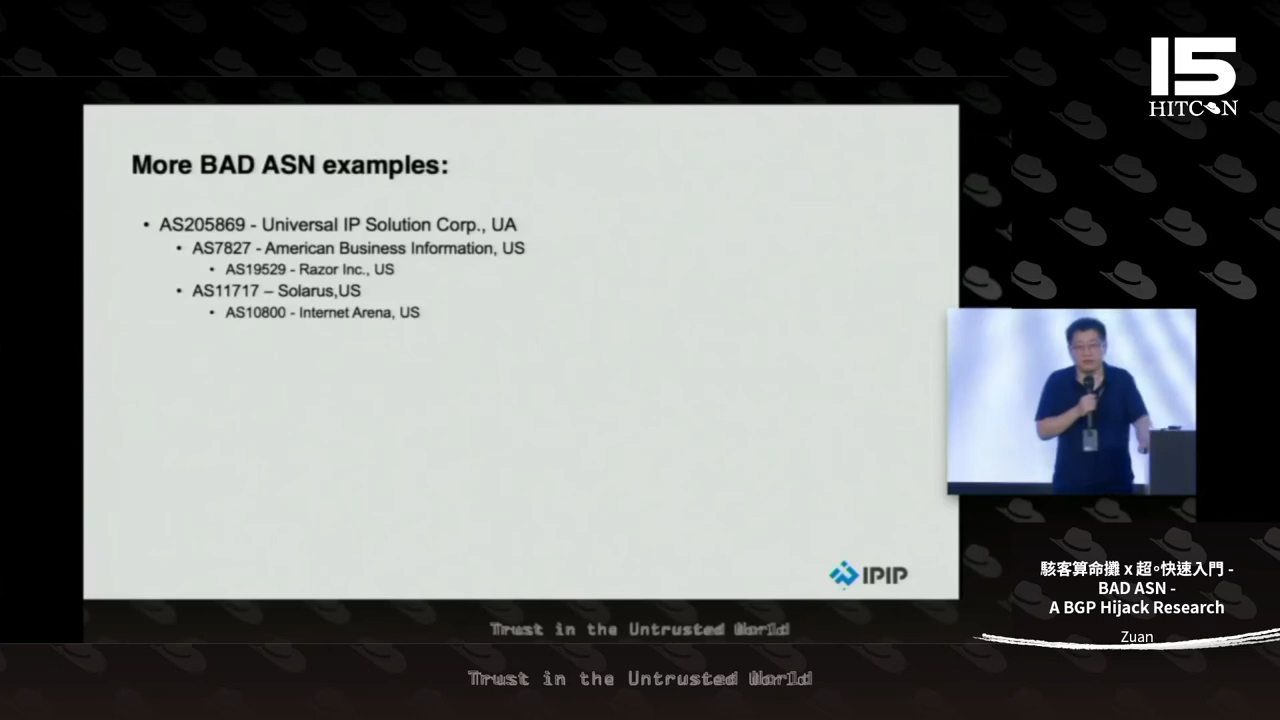 15
HITCON
More BAD ASN examples:
• AS205869 - Universal IP Solution Corp., UA
• AS7827 - American Business Information, US
• AS19529 - Razor Inc., US
• AS11717 – Solarus,US
• AS10800 - Internet Arena, US
IPIP
駭客算命攤 x 超•快速入門 -
BAD ASN -
A BGP Hijack Research
Zuan
Trust in the Untrusted World
Trust in the Untrusted World